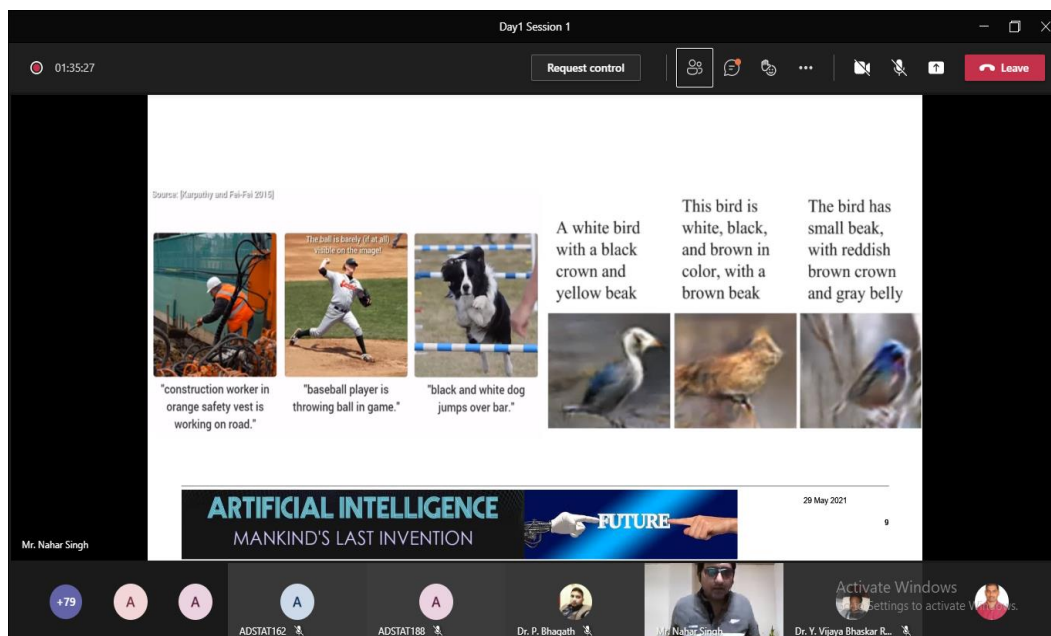 Day1 Session 1
01:35:27
Request control
Leave
Source: [Karpathy and Fei-Fei 2015]
The ball is barely (if at all)
visible on the image!
"construction worker in
orange safety vest is
working on road."
"baseball player is
throwing ball in game."
"black and white dog
jumps over bar."
A white bird
with a black
crown and
yellow beak
This bird is
white, black,
and brown in
color, with a
brown beak
The bird has
small beak,
with reddish
brown crown
and gray belly
ARTIFICIAL INTELLIGENCE
MANKIND'S LAST INVENTION
FUTURE
29 May 2021
9
Mr. Nahar Singh
+79
A
A
A
ADSTAT162
A
ADSTAT188
Dr. P. Bhagath
Mr. Nahar Singh
Dr. Y. Vijaya Bhaskar R...
Activate Windows
Settings to activate Windows.